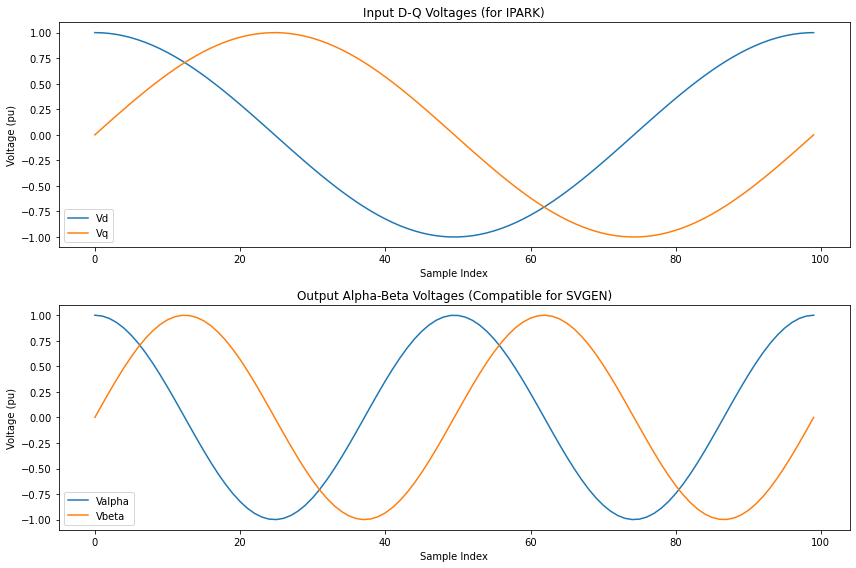 Input D-Q Voltages (for IPARK)
1.00
0.75
0.50
0.25
0.00
-0.25
-0.50
-0.75
-1.00
Voltage (pu)
Vd
Vq
0 20 40 60 80 100
Sample Index
Output Alpha-Beta Voltages (Compatible for SVGEN)
1.00
0.75
0.50
0.25
0.00
-0.25
-0.50
-0.75
-1.00
Voltage (pu)
Valpha
Vbeta
0 20 40 60 80 100
Sample Index